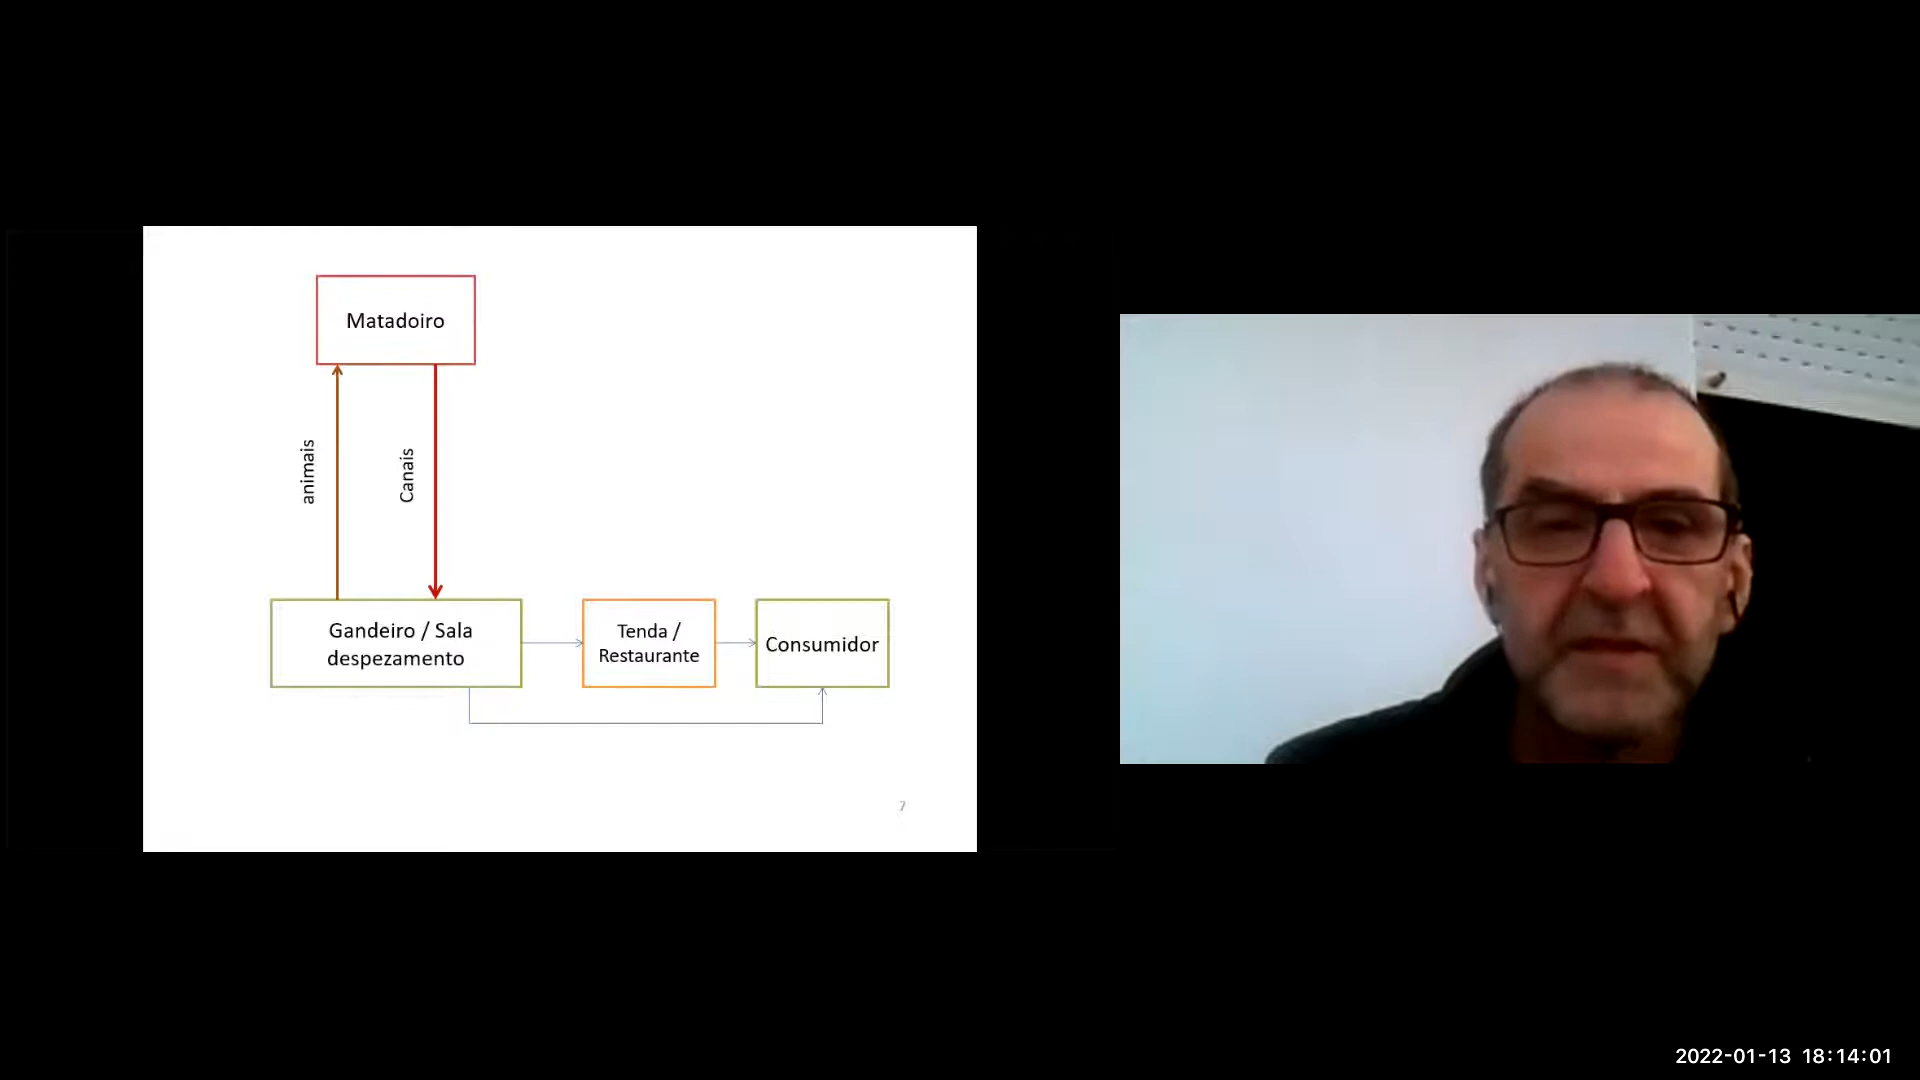 Matadoiro
animais
Canais
Gandeiro / Sala
despezamento
Tenda /
Restaurante
Consumidor
7
2022-01-13 18:14:01